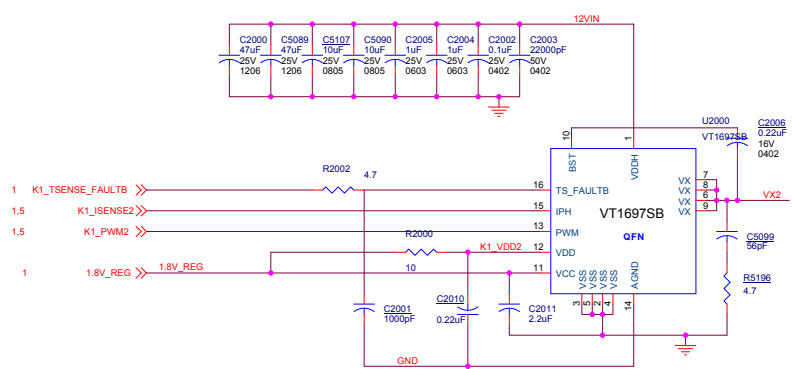 12VIN
C2000 C5089 C5107 C5090 C2005 C2004 C2002 C2003
47uF 47uF 10uF 10uF 1uF 1uF 0.1uF 22000pF
25V 25V 25V 25V 25V 25V 25V 50V
1206 1206 0805 0805 0603 0603 0402 0402
U2000
VT1697SB
C2006
0.22uF
16V
0402
10 1
BST VDDH
R2002
4.7
1 K1_TSENSE_FAULTB 16 TS_FAULTB
1,5 K1_ISENSE2 15 IPH
1,5 K1_PWM2 13 PWM
R2000
10
K1_VDD2 12 VDD
1 1.8V_REG 1.8V_REG 11 VCC
VT1697SB
QFN
VX 7
VX 8
VX 6
VX 9
VX2
VSS VSS VSS VSS AGND
3 5 2 4 14
C5099
56pF
R5196
4.7
C2001
1000pF
C2010
0.22uF
C2011
2.2uF
GND